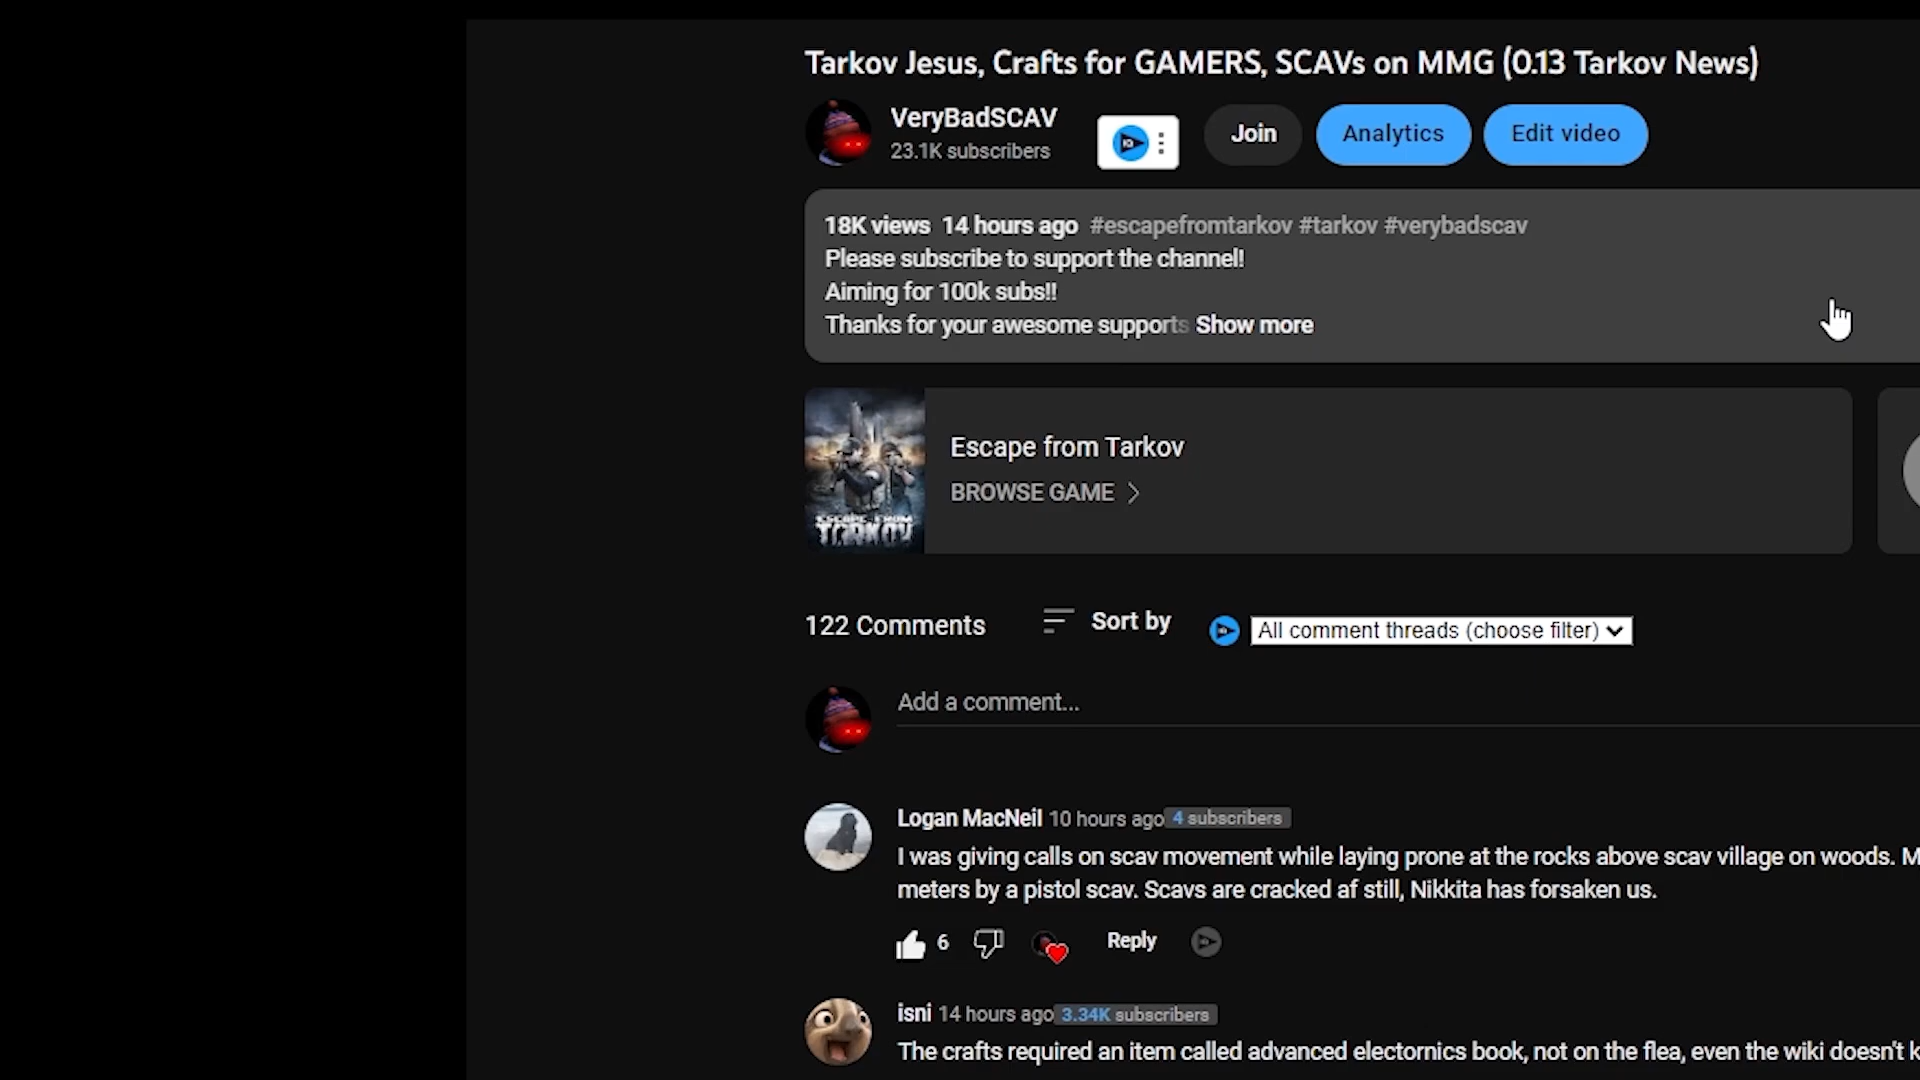 Tarkov Jesus, Crafts for GAMERS, SCAVs on MMG (0.13 Tarkov News)
VeryBadSCAV
23.1K subscribers
Join
Analytics
Edit video
18K views 14 hours ago #escapefromtarkov #tarkov #verybadscav
Please subscribe to support the channel!
Aiming for 100k subs!!
Thanks for your awesome supports Show more
ESCAPE FROM
TARKOV
Escape from Tarkov
BROWSE GAME
122 Comments
Sort by
All comment threads (choose filter)
Add a comment...
Logan MacNeil 10 hours ago 4 subscribers
I was giving calls on scav movement while laying prone at the rocks above scav village on woods. M
meters by a pistol scav. Scavs are cracked af still, Nikkita has forsaken us.
6
Reply
isni 14 hours ago 3.34K subscribers
The crafts required an item called advanced electornics book, not on the flea, even the wiki doesn't k